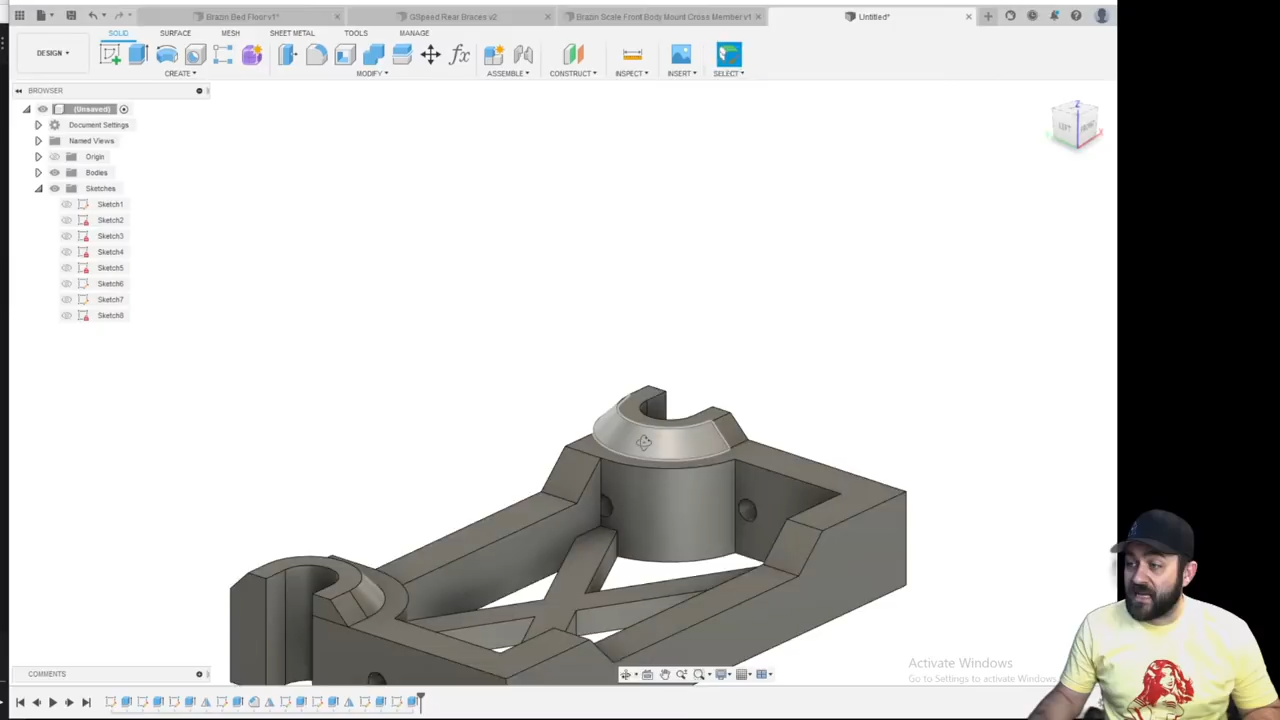 Brazin Bed Floor v1*
GSpeed Rear Braces v2
Brazin Scale Front Body Mount Cross Member v1
Untitled*
DESIGN
SOLID
SURFACE
MESH
SHEET METAL
TOOLS
MANAGE
CREATE
MODIFY
ASSEMBLE
CONSTRUCT
INSPECT
INSERT
SELECT
BROWSER
(Unsaved)
Document Settings
Named Views
Origin
Bodies
Sketches
Sketch1
Sketch2
Sketch3
Sketch4
Sketch5
Sketch6
Sketch7
Sketch8
Z
LEFT
FRONT
X
COMMENTS
Activate Windows
Go to Settings to activate Windows.